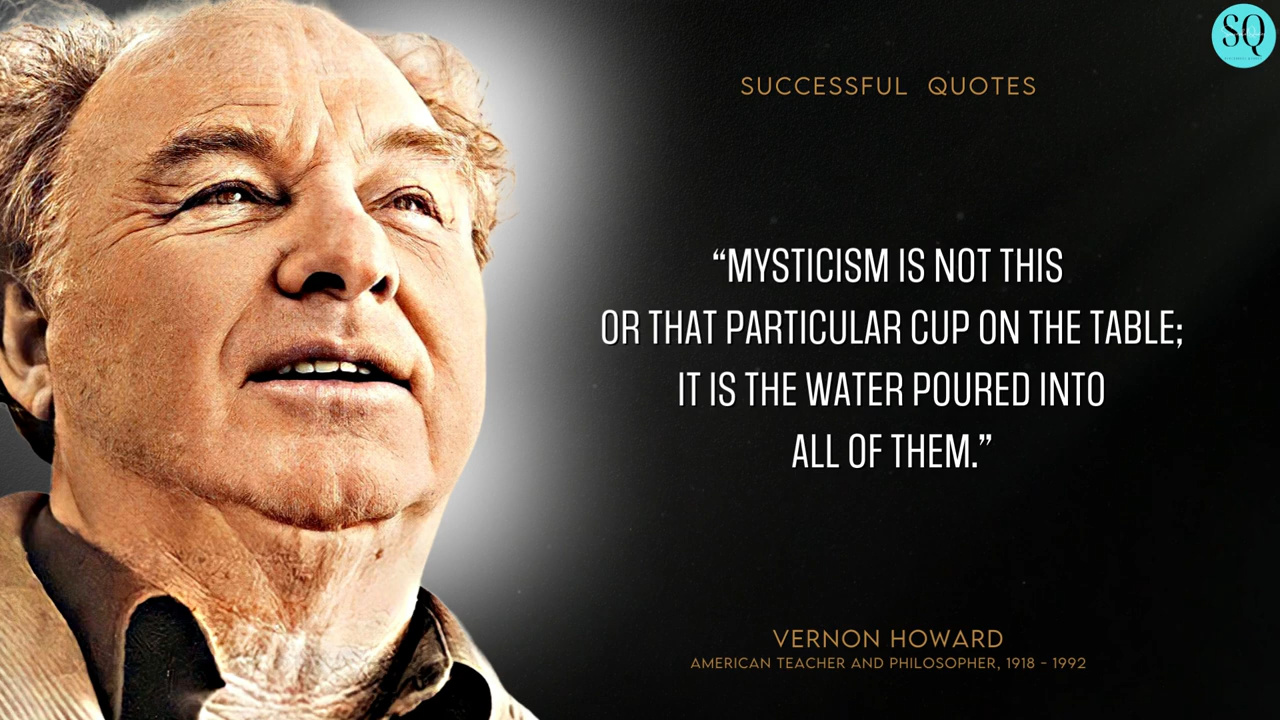 SQ
SUCCESSFUL QUOTES
“MYSTICISM IS NOT THIS
OR THAT PARTICULAR CUP ON THE TABLE;
IT IS THE WATER POURED INTO
ALL OF THEM.”
VERNON HOWARD
AMERICAN TEACHER AND PHILOSOPHER, 1918 - 1992